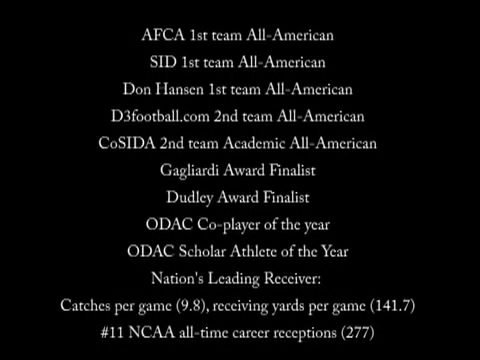 AFCA 1st team All-American
SID 1st team All-American
Don Hansen 1st team All-American
D3football.com 2nd team All-American
CoSIDA 2nd team Academic All-American
Gagliardi Award Finalist
Dudley Award Finalist
ODAC Co-player of the year
ODAC Scholar Athlete of the Year
Nation's Leading Receiver:
Catches per game (9.8), receiving yards per game (141.7)
#11 NCAA all-time career receptions (277)